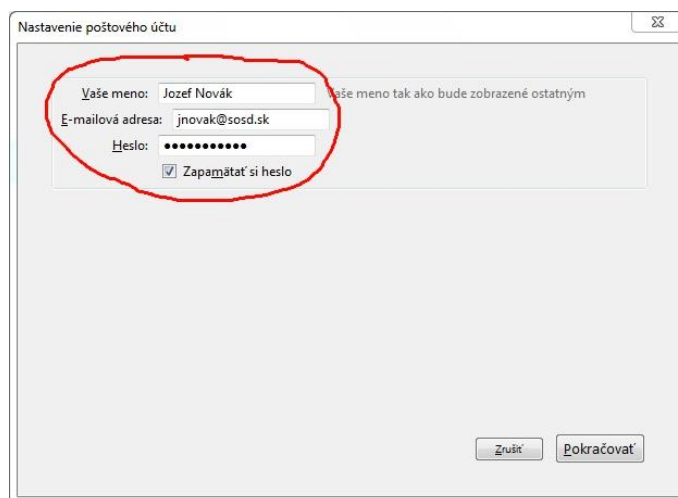 Nastavenie poštového účtu
Vaše meno: Jozef Novák Vaše meno tak ako bude zobrazené ostatným
E-mailová adresa: jnovak@sosd.sk
Heslo: ●●●●●●●●●●●
Zapamätať si heslo
Zrušiť Pokračovať